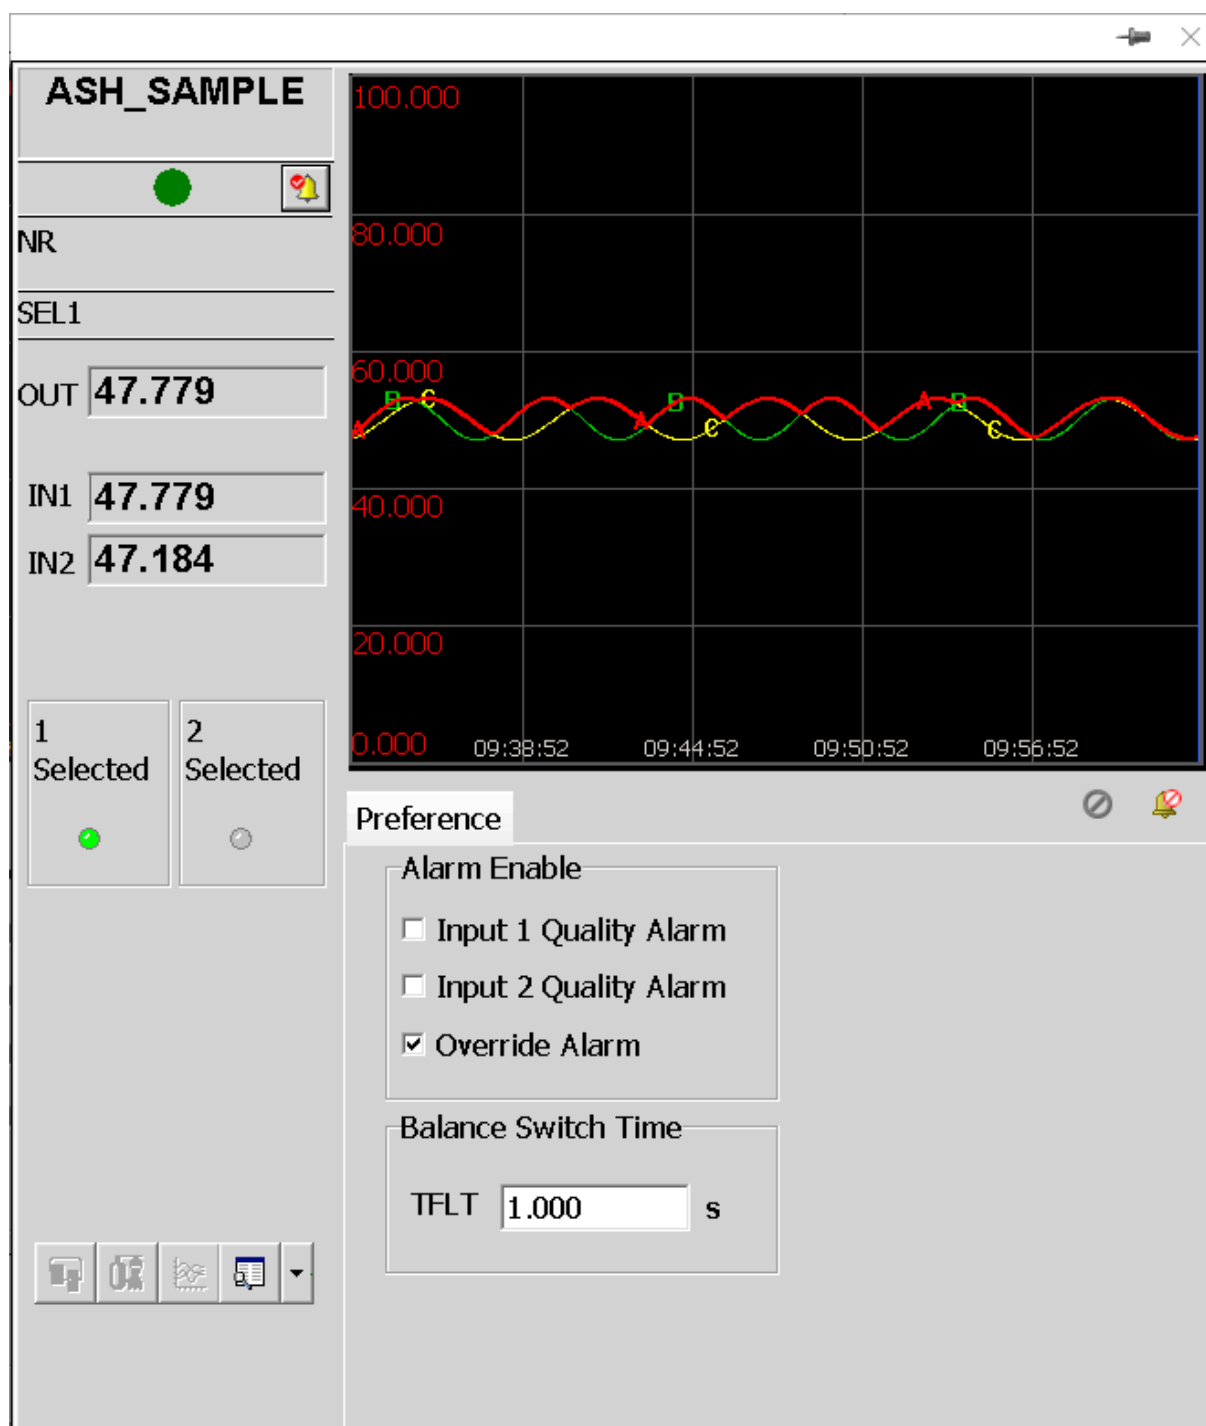 ASH_SAMPLE
NR
SEL1
OUT 47.779
IN1 47.779
IN2 47.184
1 Selected
2 Selected
100.000
80.000
60.000
B C
A A B C A B C
40.000
20.000
0.000 09:38:52 09:44:52 09:50:52 09:56:52
Preference
Alarm Enable
Input 1 Quality Alarm
Input 2 Quality Alarm
Override Alarm
Balance Switch Time
TFLT 1.000 s